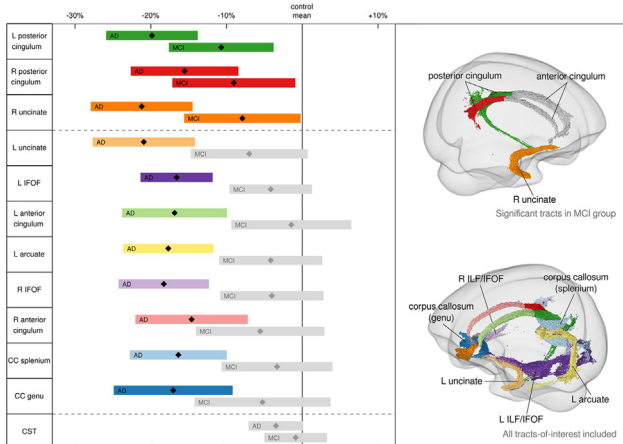 -20%
-10%
control
mean
+10%
L posterior
cingulum
AD
MCI
R posterior
cingulum
AD
MCI
R uncinate
AD
MCI
L uncinate
AD
MCI
L IFOF
AD
MCI
L anterior
cingulum
AD
MCI
L arcuate
AD
MCI
R IFOF
AD
MCI
R anterior
cingulum
AD
MCI
CC splenium
AD
MCI
CC genu
AD
MCI
CST
AD
MCI
posterior cingulum
anterior cingulum
R uncinate
Significant tracts in MCI group
R ILF/IFOF
corpus callosum
(splenium)
corpus callosum
(genu)
L uncinate
L arcuate
L ILF/IFOF
All tracts-of-interest included